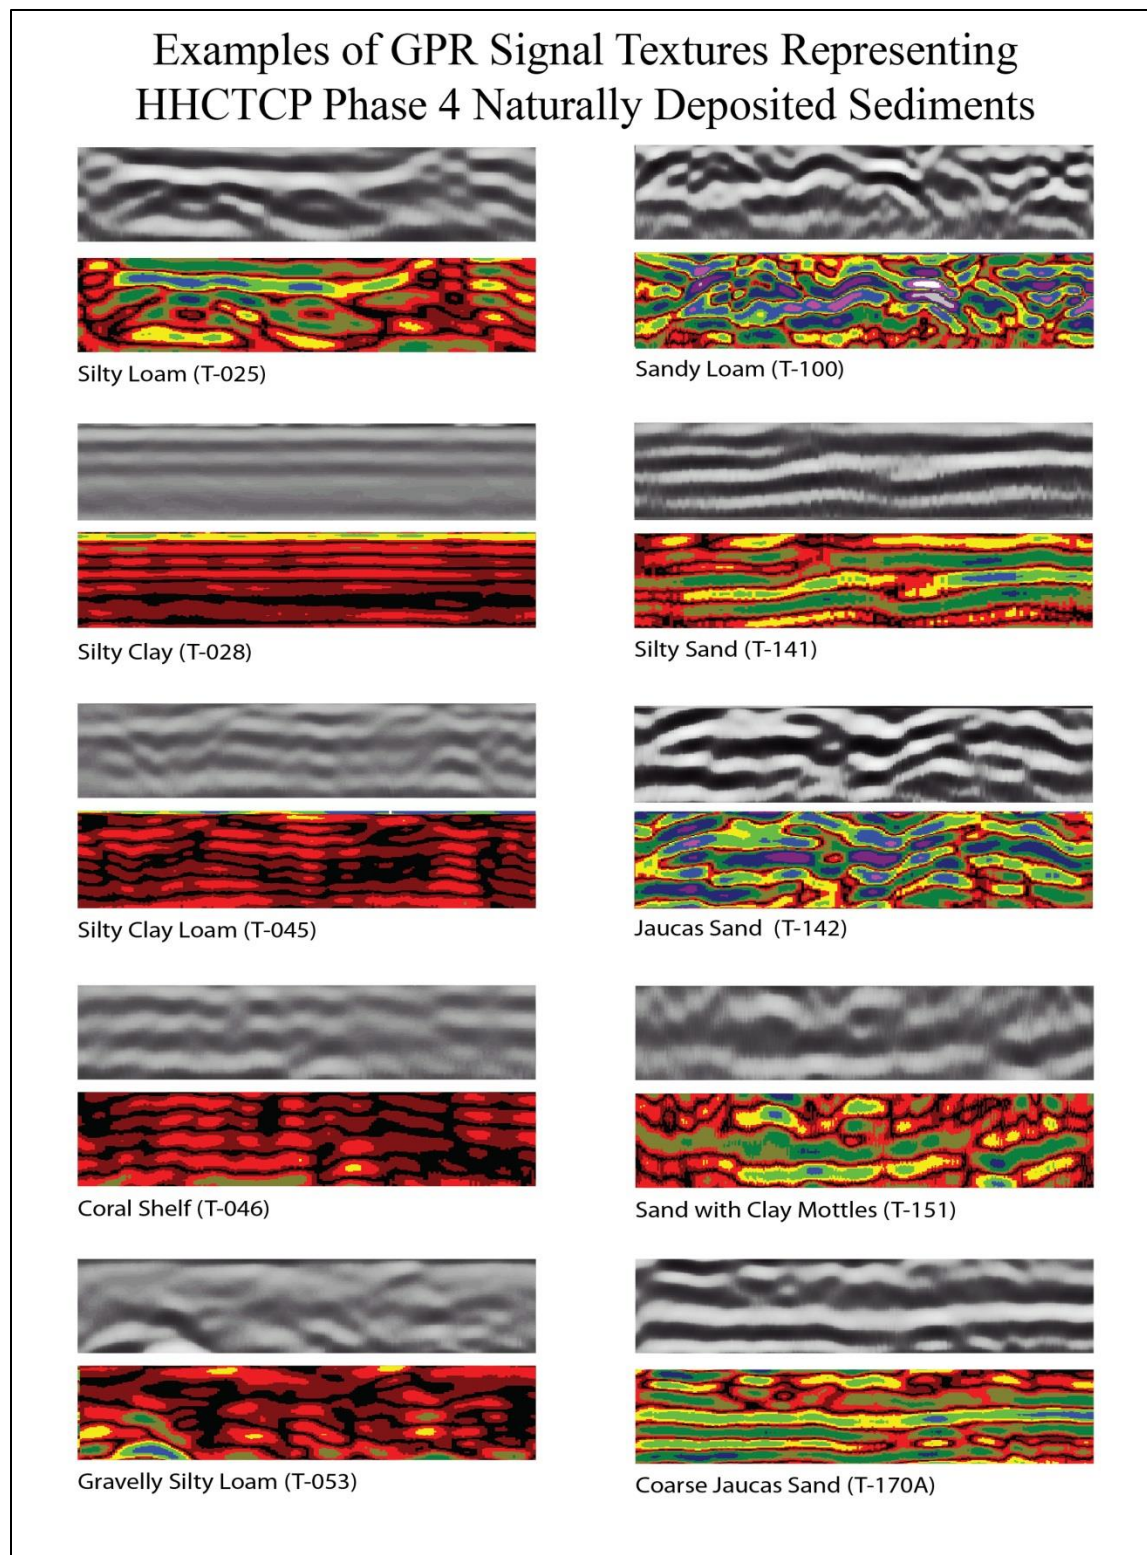 Examples of GPR Signal Textures Representing
HHCTCP Phase 4 Naturally Deposited Sediments
Silty Loam (T-025)
Sandy Loam (T-100)
Silty Clay (T-028)
Silty Sand (T-141)
Silty Clay Loam (T-045)
Jaucas Sand (T-142)
Coral Shelf (T-046)
Sand with Clay Mottles (T-151)
Gravelly Silty Loam (T-053)
Coarse Jaucas Sand (T-170A)